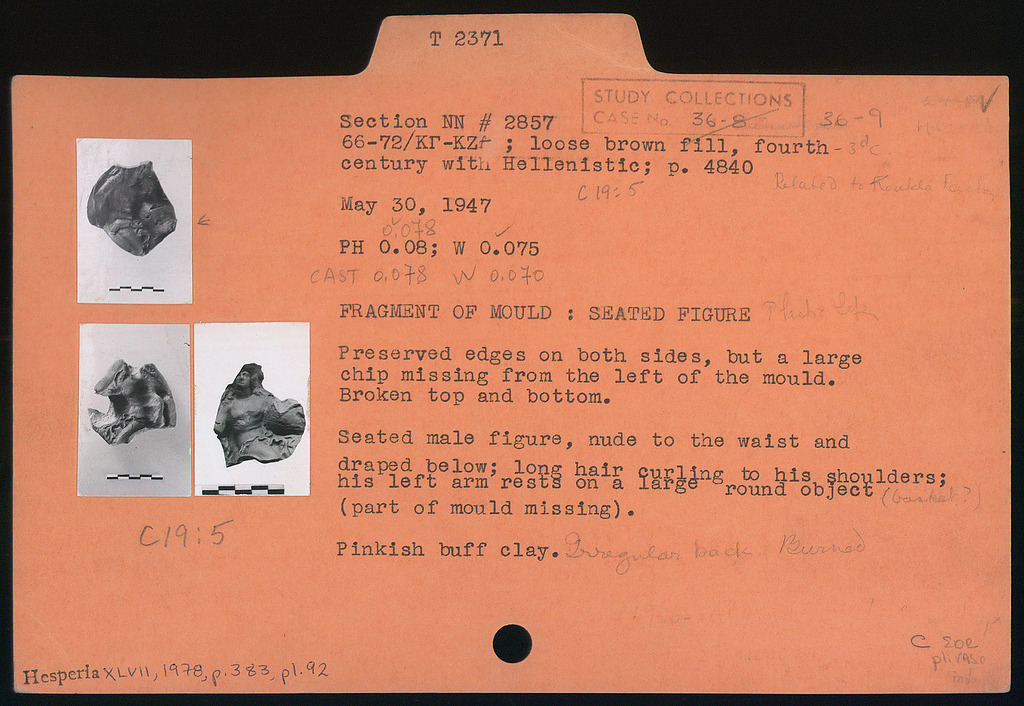 T 2371
STUDY COLLECTIONS
CASE No. 36-8 36-9
Section NN # 2857
66-72/ΚΓ-ΚΖ ; loose brown fill, fourth - 3d c
century with Hellenistic; p. 4840
C19:5 Related to
May 30, 1947
0.078
PH 0.08; W 0.075
CAST 0.078 W 0.070
FRAGMENT OF MOULD : SEATED FIGURE
Preserved edges on both sides, but a large
chip missing from the left of the mould.
Broken top and bottom.
Seated male figure, nude to the waist and
draped below; long hair curling to his shoulders;
his left arm rests on a large round object
(part of mould missing).
C19:5
Pinkish buff clay. Irregular back Burned
C
Hesperia XLVII, 1978, p.383, pl.92